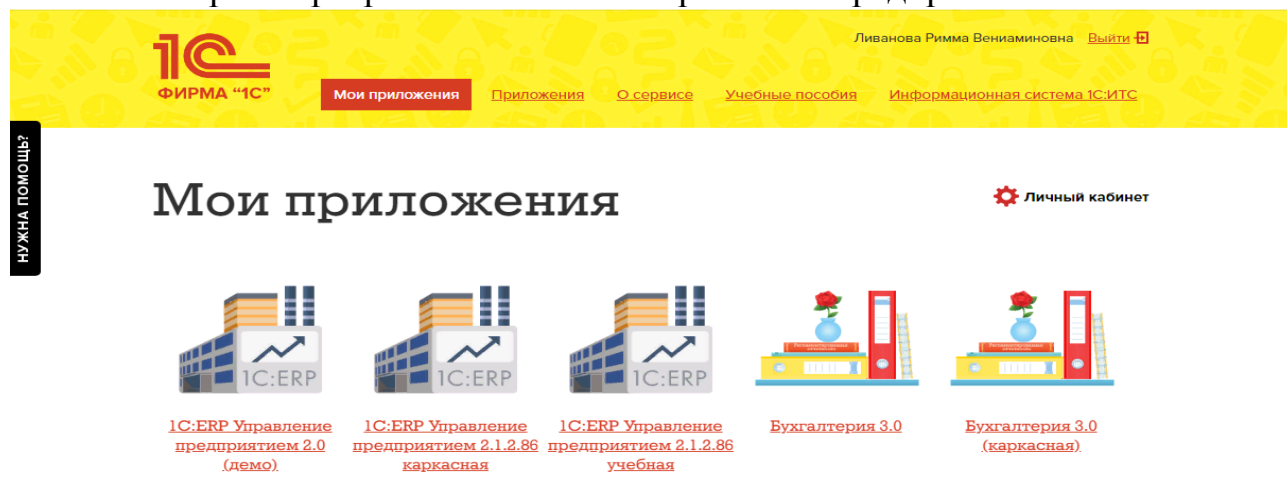 Ливанова Римма Вениаминовна Выйти
1С
ФИРМА "1С"
Мои приложения Приложения О сервисе Учебные пособия Информационная система 1С:ИТС
НУЖНА ПОМОЩЬ?
Мои приложения
Личный кабинет
1C:ERP 1C:ERP 1C:ERP
1С:ERP Управление предприятием 2.0 (демо)
1С:ERP Управление предприятием 2.1.2.86 каркасная
1С:ERP Управление предприятием 2.1.2.86 учебная
Бухгалтерия 3.0
Бухгалтерия 3.0 (каркасная)